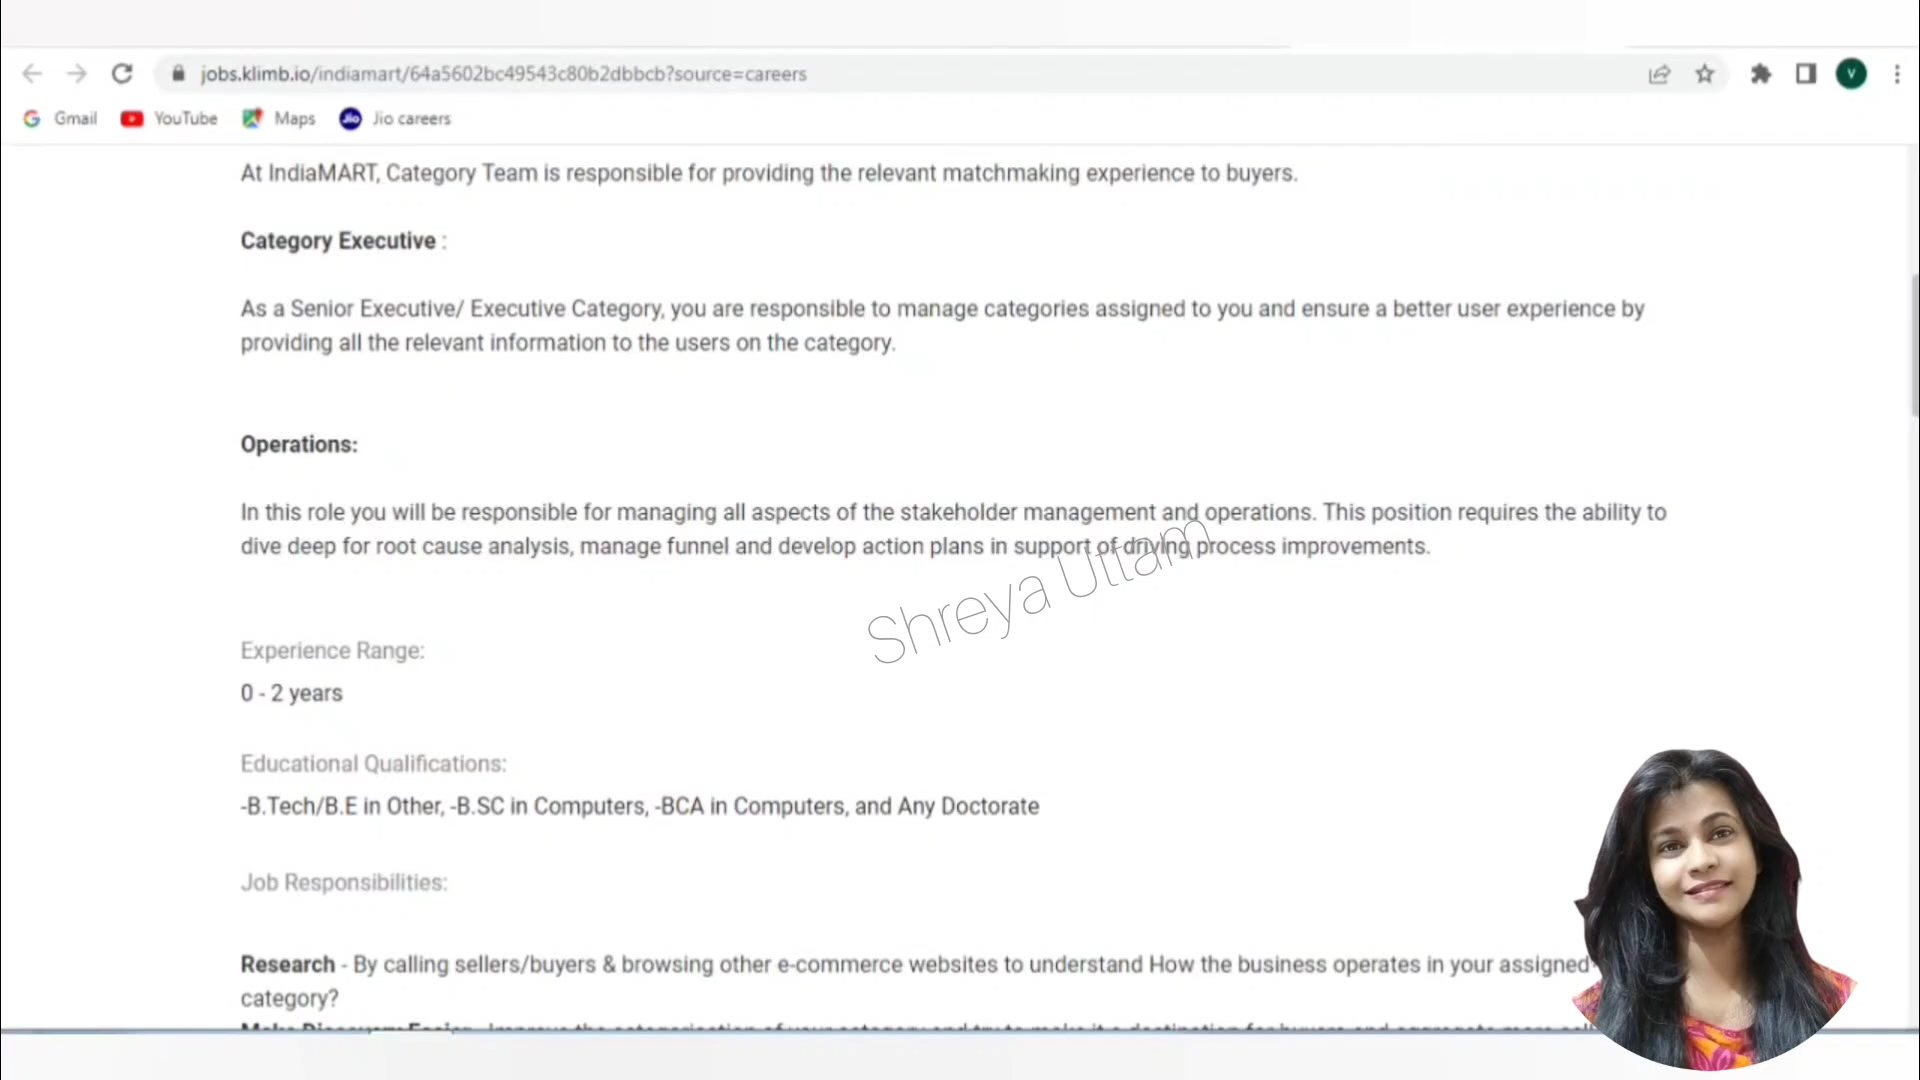 jobs.klimb.io/indiamart/64a5602bc49543c80b2dbbcb?source=careers
V
Gmail
YouTube
Maps
Jio
Jio careers
At IndiaMART, Category Team is responsible for providing the relevant matchmaking experience to buyers.
Category Executive :
As a Senior Executive/ Executive Category, you are responsible to manage categories assigned to you and ensure a better user experience by
providing all the relevant information to the users on the category.
Operations:
In this role you will be responsible for managing all aspects of the stakeholder management and operations. This position requires the ability to
dive deep for root cause analysis, manage funnel and develop action plans in support of driving process improvements.
Shreya Uttam
Experience Range:
0 - 2 years
Educational Qualifications:
-B.Tech/B.E in Other, -B.SC in Computers, -BCA in Computers, and Any Doctorate
Job Responsibilities:
Research - By calling sellers/buyers & browsing other e-commerce websites to understand How the business operates in your assigned
category?